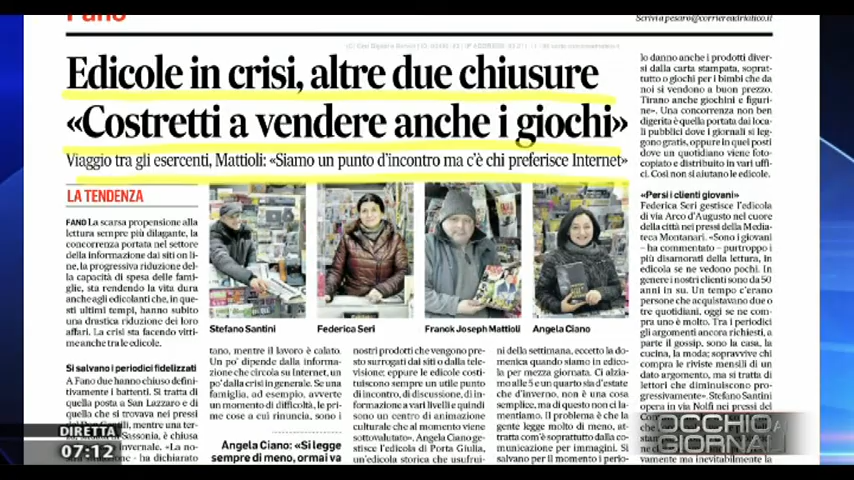 Fano
Scrivi a pesaro@corriereadriatico.it
Edicole in crisi, altre due chiusure
«Costretti a vendere anche i giochi»
Viaggio tra gli esercenti, Mattioli: «Siamo un punto d'incontro ma c'è chi preferisce Internet»
LA TENDENZA
FANO La scarsa propensione alla
lettura sempre più dilagante, la
concorrenza portata nel settore
della informazione dai siti on li-
ne, la progressiva riduzione del-
la capacità di spesa delle fami-
glie, sta rendendo la vita dura
anche agli edicolanti che, in que-
sti ultimi tempi, hanno subito
una drastica riduzione dei loro
affari. La crisi sta facendo vitti-
me anche tra le edicole.
Si salvano i periodici fidelizzati
A Fano due hanno chiuso defini-
tivamente i battenti. Si tratta di
quella posta a San Lazzaro e di
quella che si trovava nei pressi
mentre una ter-
Sassonia, è chiusa
invernale. «La no-
ha dichiarato
Stefano Santini
Federica Seri
Franck Joseph Mattioli
Angela Ciano
tano, mentre il lavoro è calato.
Un po' dipende dalla informa-
zione che circola su Internet, un
po' dalla crisi in generale. Se una
famiglia, ad esempio, avverte
un momento di difficoltà, le pri-
me cose a cui rinuncia, sono i
Angela Ciano: «Si legge
sempre di meno, ormai va
nostri prodotti che vengono pre-
sto surrogati dai siti o dalla tele-
visione; eppure le edicole costi-
tuiscono sempre un utile punto
di incontro, di discussione, di in-
formazione a vari livelli e quindi
sono un centro di animazione
culturale che al momento viene
sottovalutato». Angela Ciano ge-
stisce l'edicola di Porta Giulia,
un'edicola storica che usufrui-
ni della settimana, eccetto la do-
menica quando siamo in edico-
la per mezza giornata. Ci alzia-
mo alle 5 e un quarto sia d'estate
che d'inverno, non è una cosa
semplice, ma di questo non ci la-
mentiamo. Il problema è che la
gente legge molto di meno, at-
tratta com'è soprattutto dalla co-
municazione per immagini. Si
salvano per il momento i perio-
lo danno anche i prodotti diver-
si dalla carta stampata, soprat-
tutto o giochi per i bimbi che da
noi si vendono a buon prezzo.
Tirano anche giochini e figuri-
ne». Una concorrenza non ben
digerita è quella portata dai loca-
li pubblici dove i giornali si leg-
gono gratis, oppure in quei posti
dove un quotidiano viene foto-
copiato e distribuito in vari uffi-
ci. Così non si aiutano le edicole.
«Persi i clienti giovani»
Federica Seri gestisce l'edicola
di via Arco d'Augusto nel cuore
della città nei pressi della Media-
teca Montanari. «Sono i giovani
– ha commentato – purtroppo i
più disamorati della lettura, in
edicola se ne vedono pochi. In
genere i nostri clienti sono da 50
anni in su. Un tempo c'erano
persone che acquistavano due o
tre quotidiani, oggi se ne com-
pra uno è molto. Tra i periodici
gli argomenti ancora richiesti, a
parte il gossip, sono la casa, la
cucina, la moda; sopravvive chi
compra le riviste mensili di un
dato argomento, ma si tratta di
lettori che diminuiscono pro-
gressivamente». Stefano Santini
opera in via Nolfi nei pressi del
vamente ma inevitabilmente la
DIRETTA
07:12
OCCHIO AI
GIORNALI